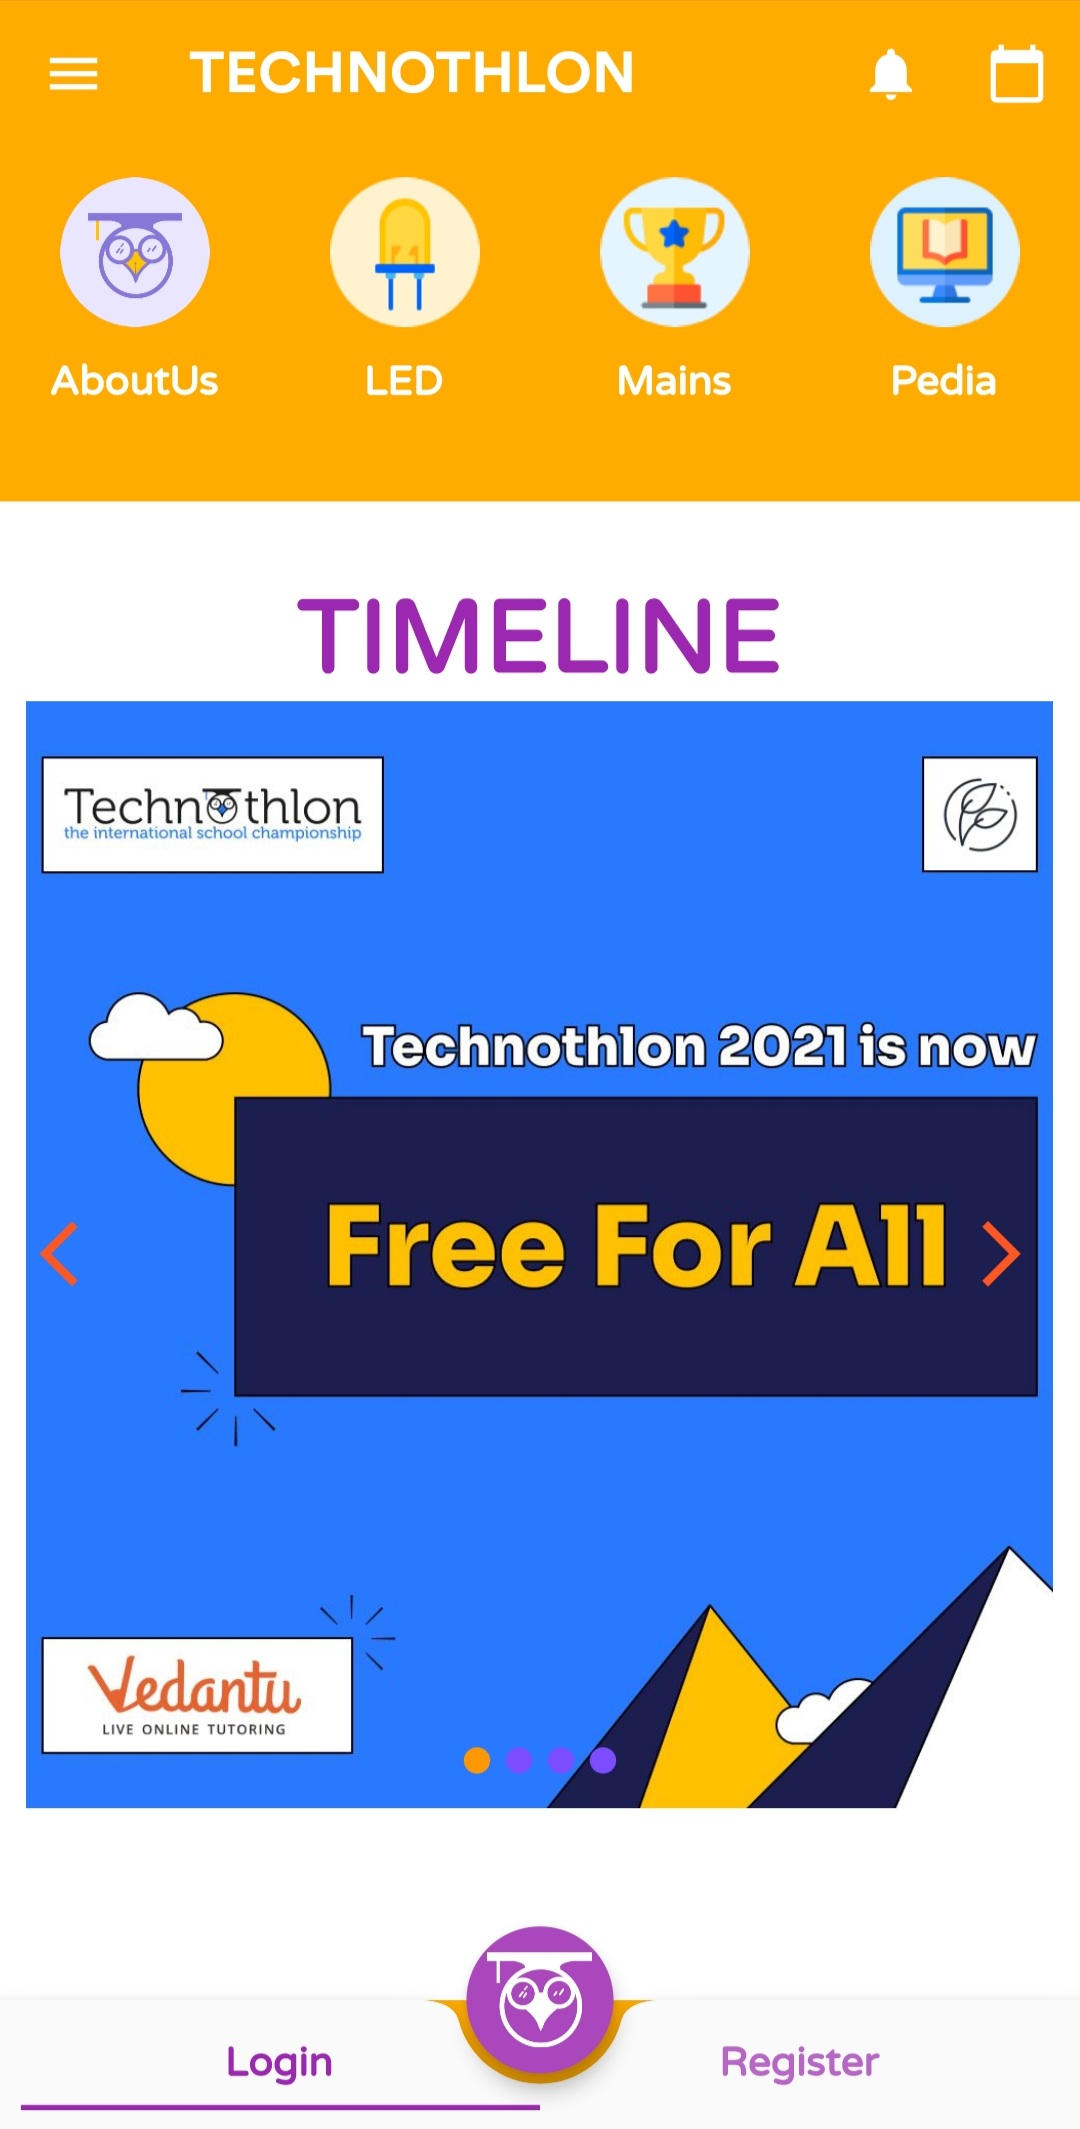 TECHNOTHLON
AboutUs LED Mains Pedia
TIMELINE
Technothlon
the international school championship
Technothlon 2021 is now
Free For All
Vedantu
LIVE ONLINE TUTORING
Login Register